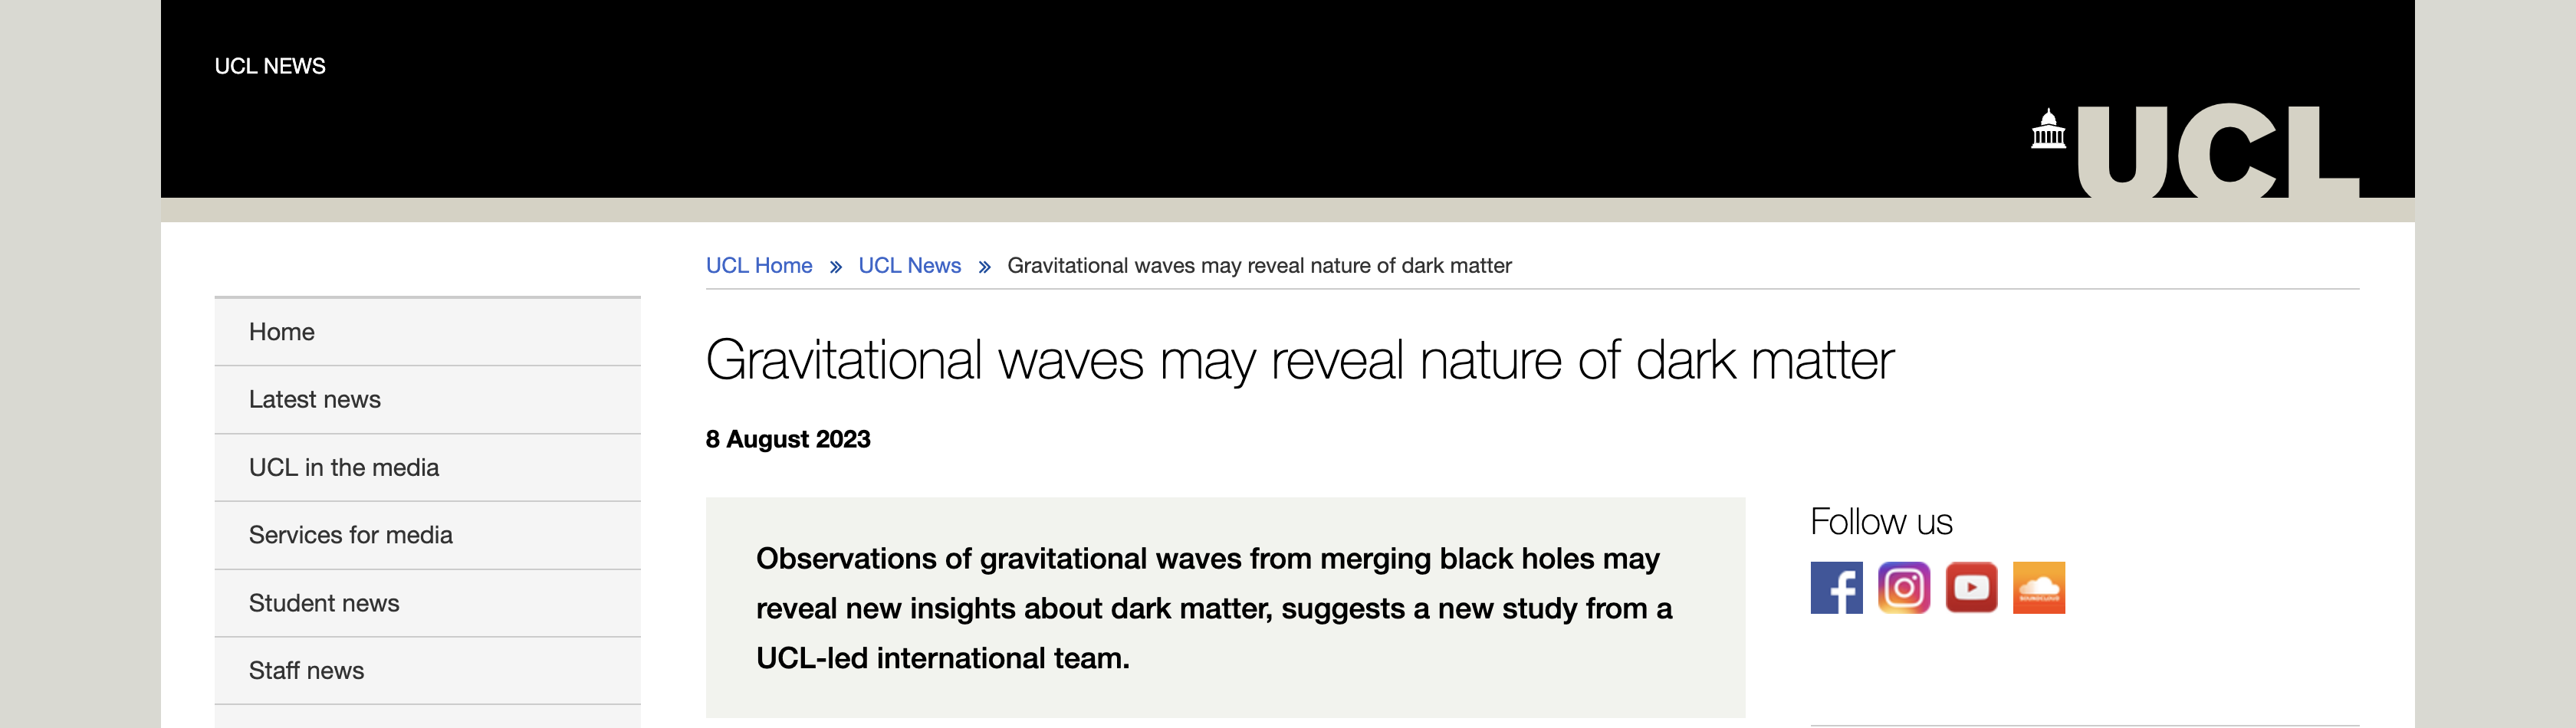 UCL NEWS
UCL
UCL Home » UCL News » Gravitational waves may reveal nature of dark matter
Home
Latest news
UCL in the media
Services for media
Student news
Staff news
Gravitational waves may reveal nature of dark matter
8 August 2023
Observations of gravitational waves from merging black holes may
reveal new insights about dark matter, suggests a new study from a
UCL-led international team.
Follow us
SOUNDCLOUD